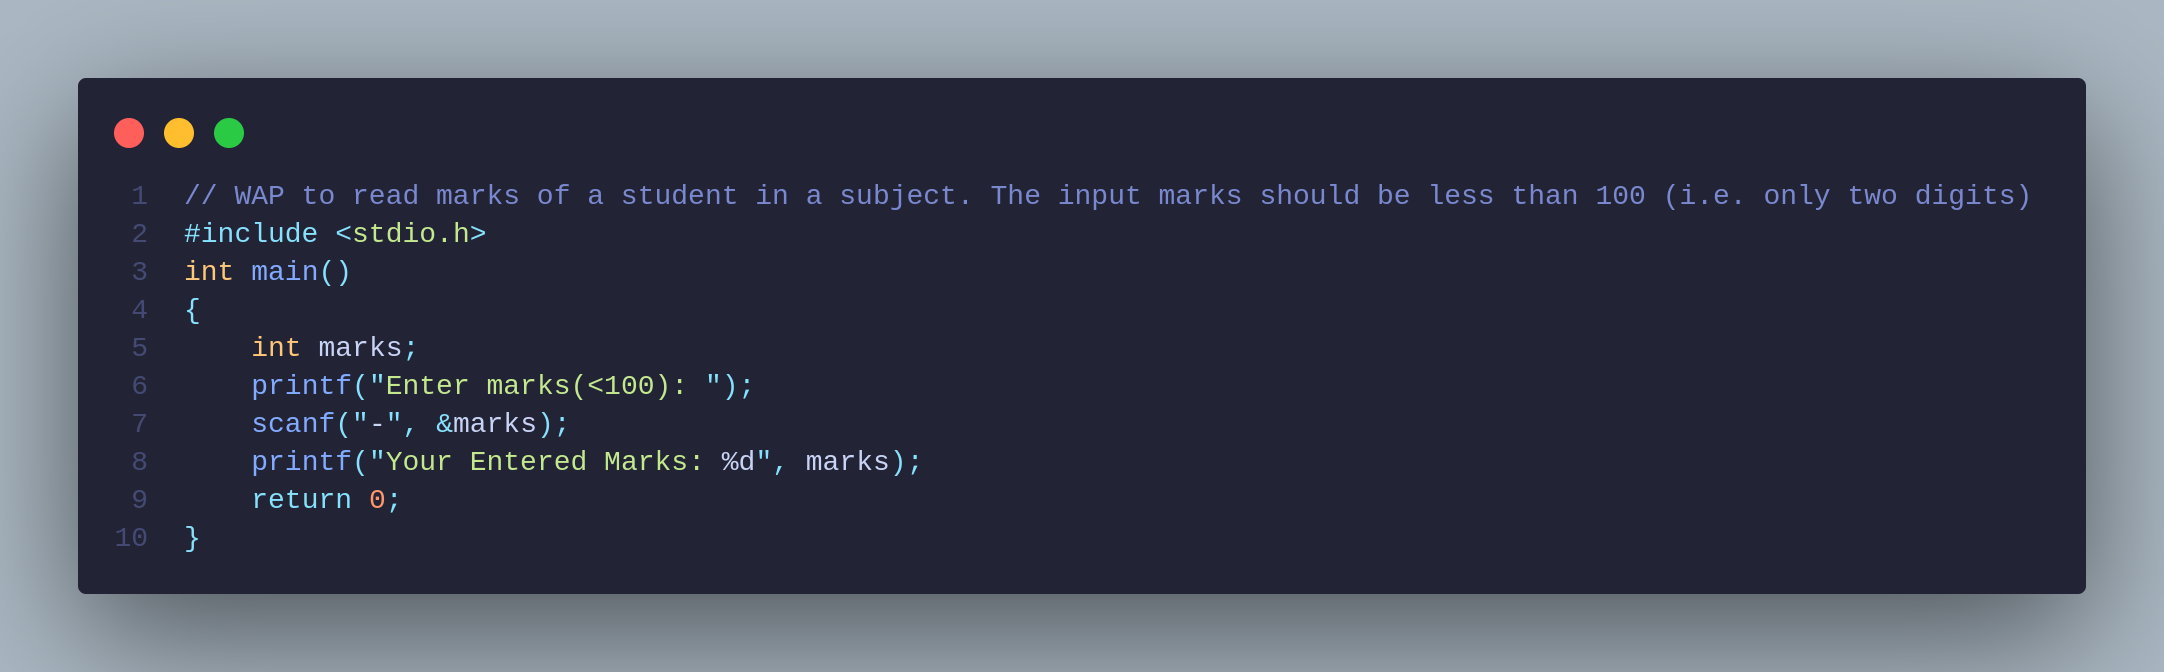 1 // WAP to read marks of a student in a subject. The input marks should be less than 100 (i.e. only two digits)
2 #include <stdio.h>
3 int main()
4 {
5     int marks;
6     printf("Enter marks(<100): ");
7     scanf("-", &marks);
8     printf("Your Entered Marks: %d", marks);
9     return 0;
10 }